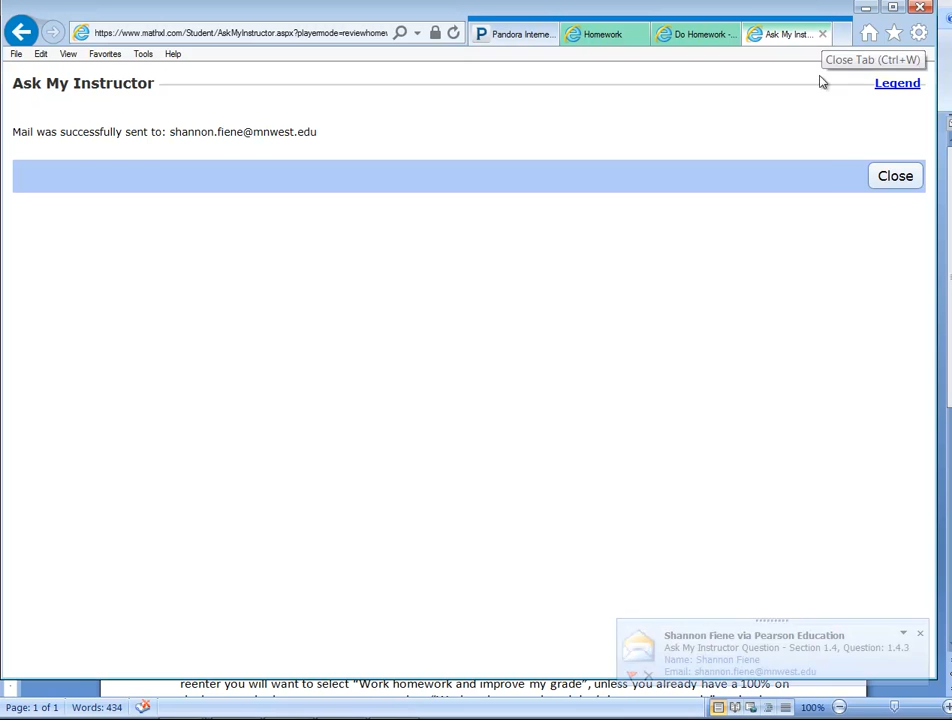 https://www.mathxl.com/Student/AskMyInstructor.aspx?playermode=reviewhomev
Pandora Interne...
Homework
Do Homework -...
Ask My Inst...
File Edit View Favorites Tools Help
Close Tab (Ctrl+W)
Ask My Instructor
Legend
Mail was successfully sent to: shannon.fiene@mnwest.edu
Close
Shannon Fiene via Pearson Education
Ask My Instructor Question - Section 1.4, Question: 1.4.3
Name: Shannon Fiene
Email: shannon.fiene@mnwest.edu
reenter you will want to select “Work homework and improve my grade”, unless you already have a 100% on
Page: 1 of 1 Words: 434 100%